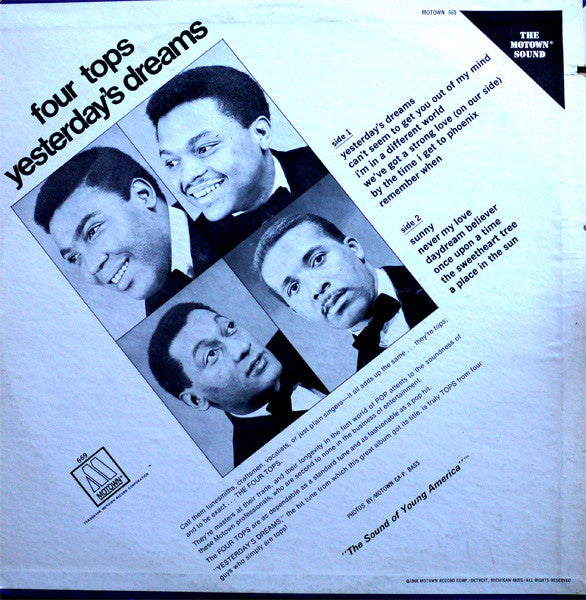 MOTOWN 669
THE
MOTOWN
SOUND
four tops
yesterday's dreams
side 1
yesterday's dreams
can't seem to get you out of my mind
i'm in a different world
we've got a strong love (on our side)
by the time i get to phoenix
remember when
side 2
sunny
never my love
daydream believer
once upon a time
the sweetheart tree
a place in the sun
Call them tunesmiths, craftsmen, vocalists, or just plain singers—it all adds up the same . . . they're tops;
and to be exact . . . THE FOUR TOPS.
They're masters at their trade, and their longevity in the fast world of POP attests to the soundness of
these Motown professionals, who are second to none in the business of entertainment.
The FOUR TOPS are as dependable as a standard tune and as fashionable as a pop hit.
"YESTERDAY'S DREAMS," the hit tune from which this great album got its title, is truly TOPS from four
guys who simply are tops!
PHOTOS BY MOTOWN GA-P. BASS
"The Sound of Young America"
669
M
MOTOWN
TRADEMARK MOTOWN RECORD CORPORATION
©1968 MOTOWN RECORD CORP./DETROIT, MICHIGAN 48201/ALL RIGHTS RESERVED